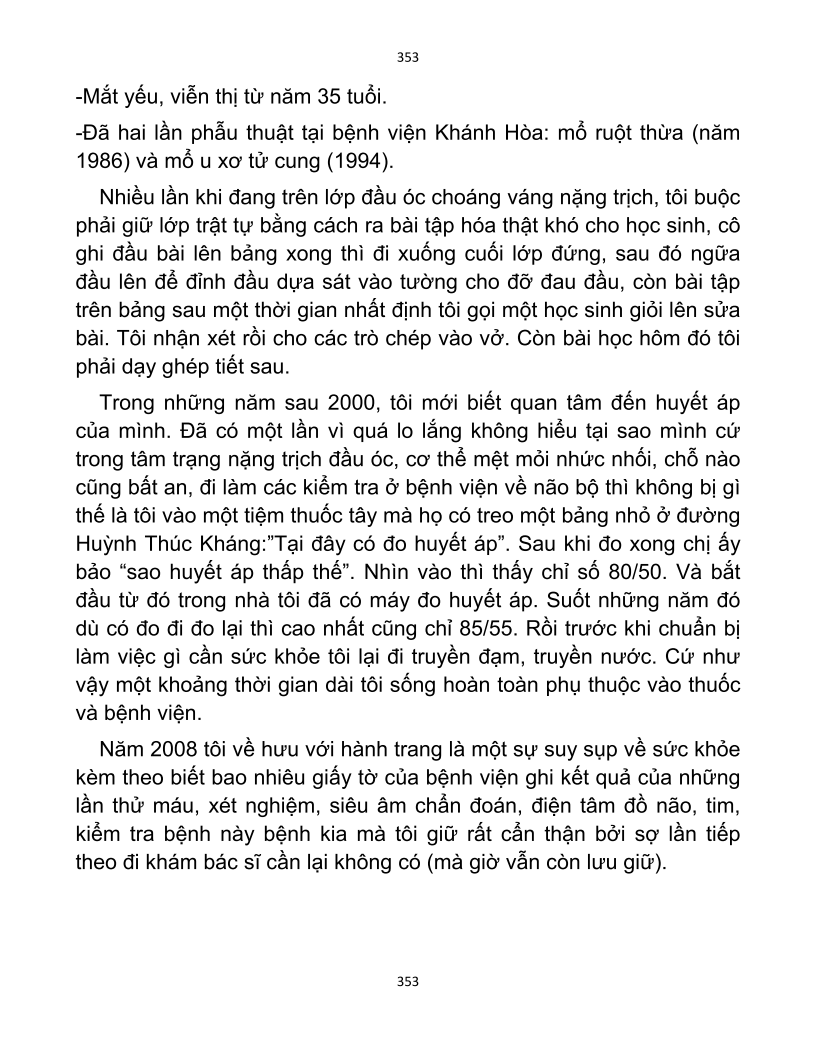 353
-Mắt yếu, viễn thị từ năm 35 tuổi.
-Đã hai lần phẫu thuật tại bệnh viện Khánh Hòa: mổ ruột thừa (năm
1986) và mổ u xơ tử cung (1994).
Nhiều lần khi đang trên lớp đầu óc choáng váng nặng trịch, tôi buộc
phải giữ lớp trật tự bằng cách ra bài tập hóa thật khó cho học sinh, cô
ghi đầu bài lên bảng xong thì đi xuống cuối lớp đứng, sau đó ngữa
đầu lên để đỉnh đầu dựa sát vào tường cho đỡ đau đầu, còn bài tập
trên bảng sau một thời gian nhất định tôi gọi một học sinh giỏi lên sửa
bài. Tôi nhận xét rồi cho các trò chép vào vở. Còn bài học hôm đó tôi
phải dạy ghép tiết sau.
Trong những năm sau 2000, tôi mới biết quan tâm đến huyết áp
của mình. Đã có một lần vì quá lo lắng không hiểu tại sao mình cứ
trong tâm trạng nặng trịch đầu óc, cơ thể mệt mỏi nhức nhối, chỗ nào
cũng bất an, đi làm các kiểm tra ở bệnh viện về não bộ thì không bị gì
thế là tôi vào một tiệm thuốc tây mà họ có treo một bảng nhỏ ở đường
Huỳnh Thúc Kháng:”Tại đây có đo huyết áp”. Sau khi đo xong chị ấy
bảo “sao huyết áp thấp thế”. Nhìn vào thì thấy chỉ số 80/50. Và bắt
đầu từ đó trong nhà tôi đã có máy đo huyết áp. Suốt những năm đó
dù có đo đi đo lại thì cao nhất cũng chỉ 85/55. Rồi trước khi chuẩn bị
làm việc gì cần sức khỏe tôi lại đi truyền đạm, truyền nước. Cứ như
vậy một khoảng thời gian dài tôi sống hoàn toàn phụ thuộc vào thuốc
và bệnh viện.
Năm 2008 tôi về hưu với hành trang là một sự suy sụp về sức khỏe
kèm theo biết bao nhiêu giấy tờ của bệnh viện ghi kết quả của những
lần thử máu, xét nghiệm, siêu âm chẩn đoán, điện tâm đồ não, tim,
kiểm tra bệnh này bệnh kia mà tôi giữ rất cẩn thận bởi sợ lần tiếp
theo đi khám bác sĩ cần lại không có (mà giờ vẫn còn lưu giữ).
353